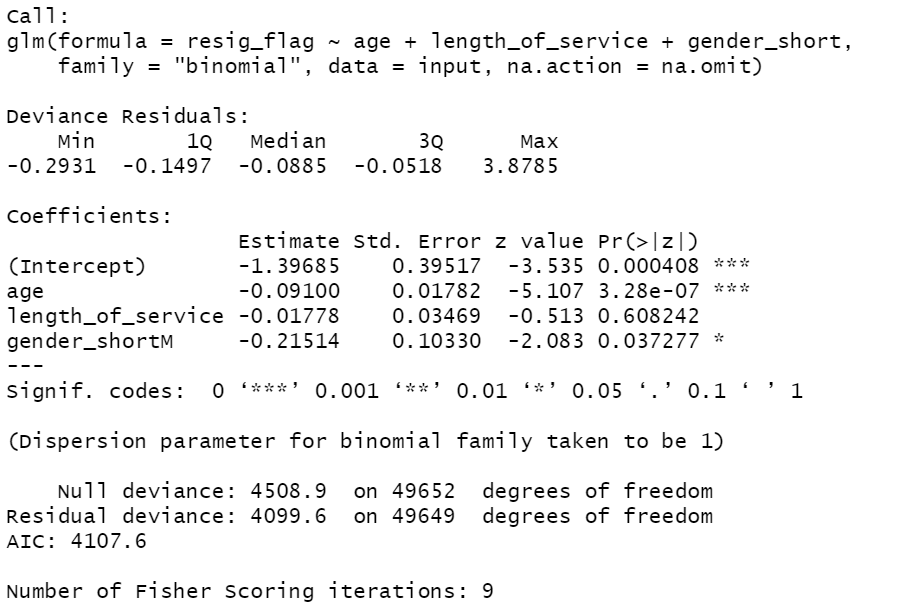 Call:
glm(formula = resig_flag ~ age + length_of_service + gender_short,
    family = "binomial", data = input, na.action = na.omit)

Deviance Residuals:
    Min       1Q   Median       3Q      Max
-0.2931  -0.1497  -0.0885  -0.0518   3.8785

Coefficients:
                  Estimate Std. Error z value Pr(>|z|)
(Intercept)       -1.39685    0.39517  -3.535 0.000408 ***
age               -0.09100    0.01782  -5.107 3.28e-07 ***
length_of_service -0.01778    0.03469  -0.513 0.608242
gender_shortM     -0.21514    0.10330  -2.083 0.037277 *
---
Signif. codes:  0 ‘***’ 0.001 ‘**’ 0.01 ‘*’ 0.05 ‘.’ 0.1 ‘ ’ 1

(Dispersion parameter for binomial family taken to be 1)

    Null deviance: 4508.9  on 49652  degrees of freedom
Residual deviance: 4099.6  on 49649  degrees of freedom
AIC: 4107.6

Number of Fisher Scoring iterations: 9